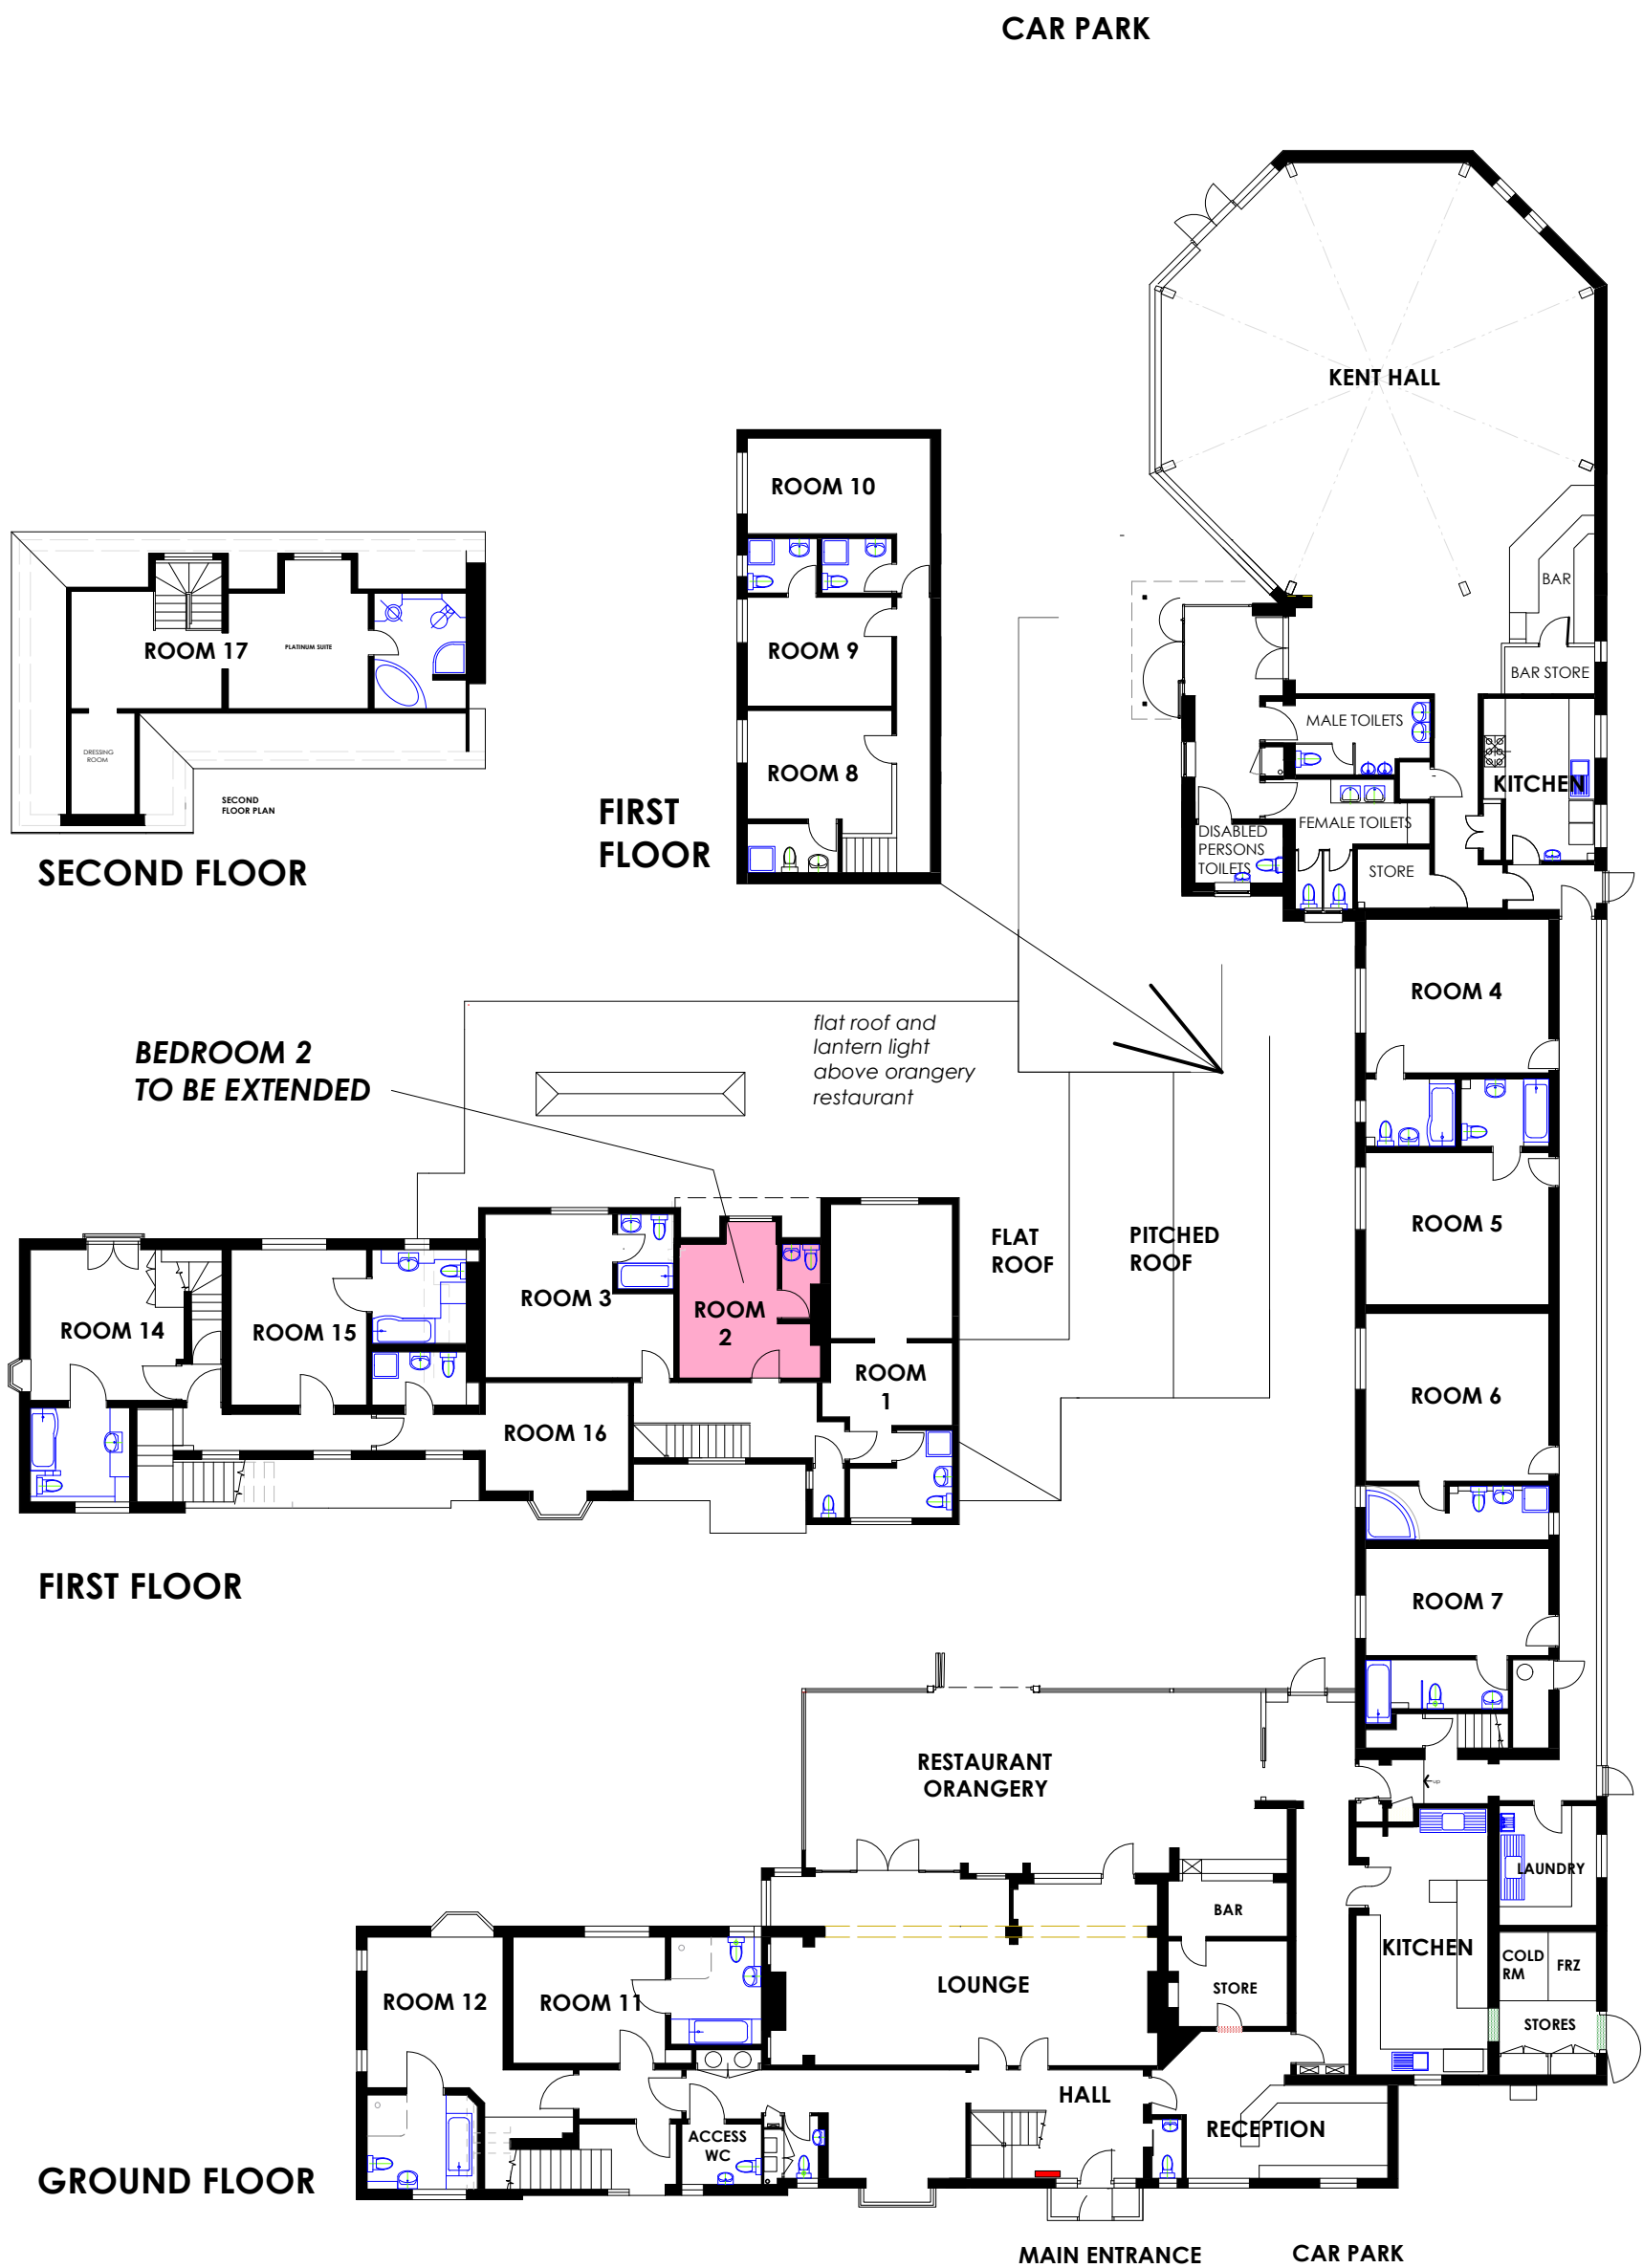 CAR PARK
KENT HALL
BAR
BAR STORE
MALE TOILETS
KITCHEN
FEMALE TOILETS
DISABLED
PERSONS
TOILETS
STORE
ROOM 10
ROOM 9
ROOM 8
FIRST
FLOOR
ROOM 17
PLATINUM SUITE
DRESSING
ROOM
SECOND
FLOOR PLAN
SECOND FLOOR
BEDROOM 2
TO BE EXTENDED
flat roof and
lantern light
above orangery
restaurant
FLAT
ROOF
PITCHED
ROOF
ROOM 14
ROOM 15
ROOM 3
ROOM
2
ROOM
1
ROOM 16
FIRST FLOOR
ROOM 4
ROOM 5
ROOM 6
ROOM 7
UP
RESTAURANT
ORANGERY
LAUNDRY
BAR
KITCHEN
COLD
RM
FRZ
STORE
STORES
LOUNGE
ROOM 12
ROOM 11
HALL
RECEPTION
ACCESS
WC
GROUND FLOOR
MAIN ENTRANCE
CAR PARK